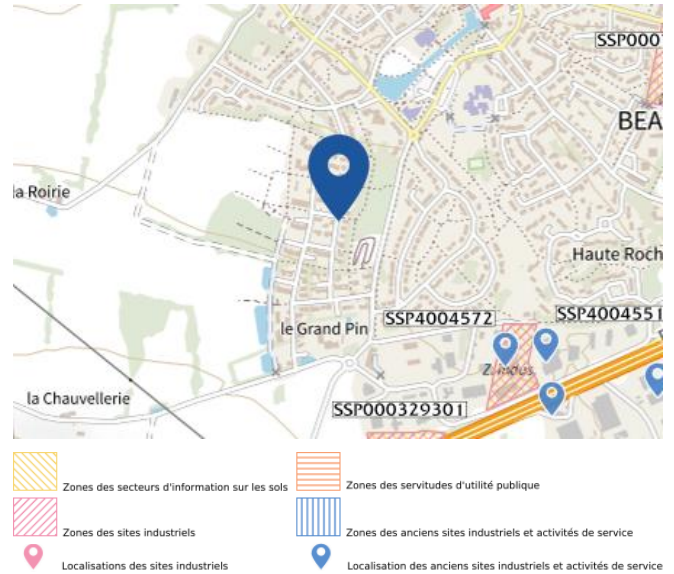 SSP000
BEA
la Roirie
Haute Roch
SSP4004572
SSP4004551
le Grand Pin
Z. Indus.
la Chauvellerie
SSP000329301
Zones des secteurs d'information sur les sols
Zones des servitudes d'utilité publique
Zones des sites industriels
Zones des anciens sites industriels et activités de service
Localisations des sites industriels
Localisation des anciens sites industriels et activités de service